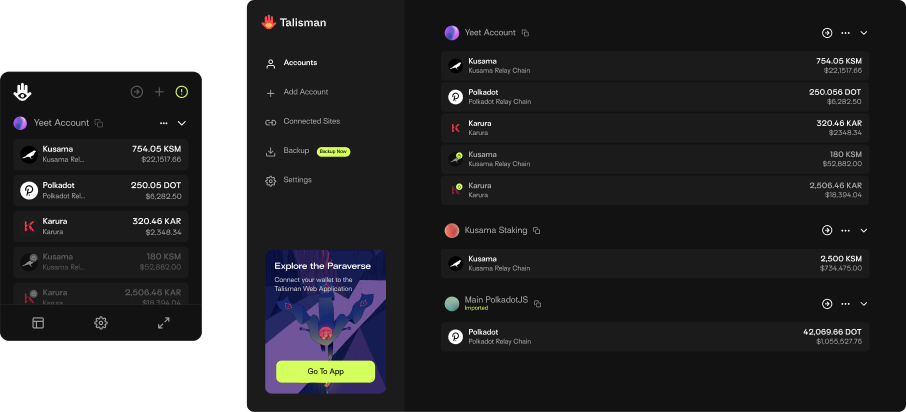 Yeet Account
Kusama 754.05 KSM
Kusama Rel... $22,1517.66
Polkadot 250.05 DOT
Polkadot Rel... $6,282.50
Karura 320.46 KAR
Karura $2,348.34
Kusama 180 KSM
Kusama Rel... $52,882.00
Karura 2,506.46 KAR
Karura $18,394.04
Talisman
Accounts
Add Account
Connected Sites
Backup Backup Now
Settings
Explore the Paraverse
Connect your wallet to the
Talisman Web Application
Go To App
Yeet Account
Kusama 754.05 KSM
Kusama Relay Chain $22,1517.66
Polkadot 250.056 DOT
Polkadot Relay Chain $6,282.50
Karura 320.46 KAR
Karura $2348.34
Kusama 180 KSM
Kusama Relay Chain $52,882.00
Karura 2,506.46 KAR
Karura $18,394.04
Kusama Staking
Kusama 2,500 KSM
Kusama Relay Chain $734,475.00
Main PolkadotJS
Imported
Polkadot 42,069.66 DOT
Polkadot Relay Chain $1,055,527.76